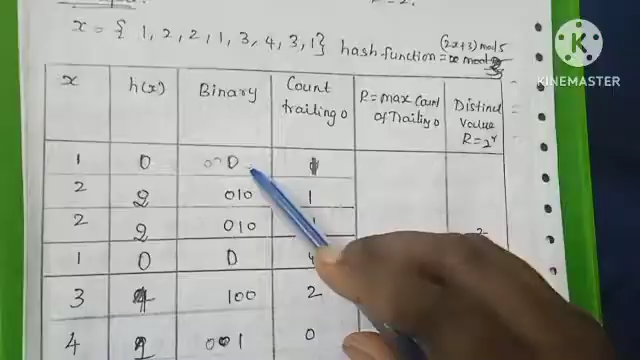 x = { 1, 2, 2, 1, 3, 4, 3, 1} hash-function = (2x+3) mod 5
KINEMASTER
x h(x) Binary Count trailing 0 R = max Count of Trailing 0 Distinct value R = 2^r
1 0
2 2 010 1
2 2 010
1 0 0
3 4 100 2
4 001 0